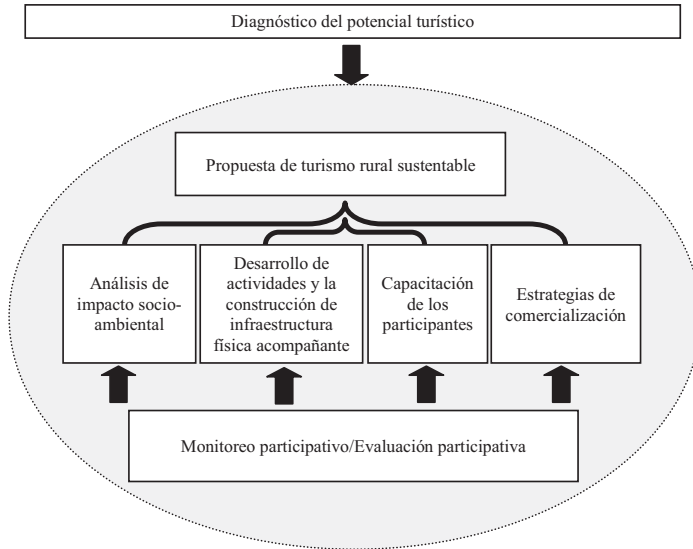 Diagnóstico del potencial turístico
Propuesta de turismo rural sustentable
Análisis de
impacto socio-
ambiental
Desarrollo de
actividades y la
construcción de
infraestructura
física acompañante
Capacitación
de los
participantes
Estrategias de
comercialización
Monitoreo participativo/Evaluación participativa